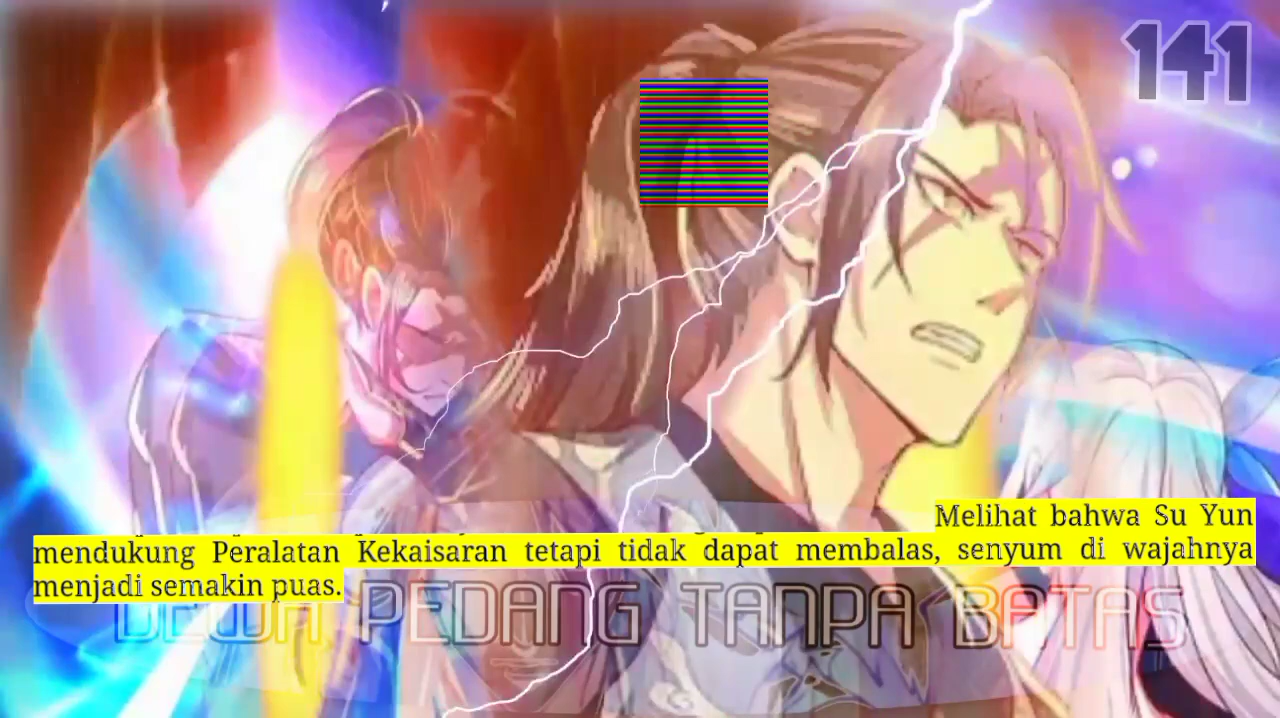 141
Melihat bahwa Su Yun
mendukung Peralatan Kekaisaran tetapi tidak dapat membalas, senyum di wajahnya
menjadi semakin puas.
DEWA PEDANG TANPA BATAS